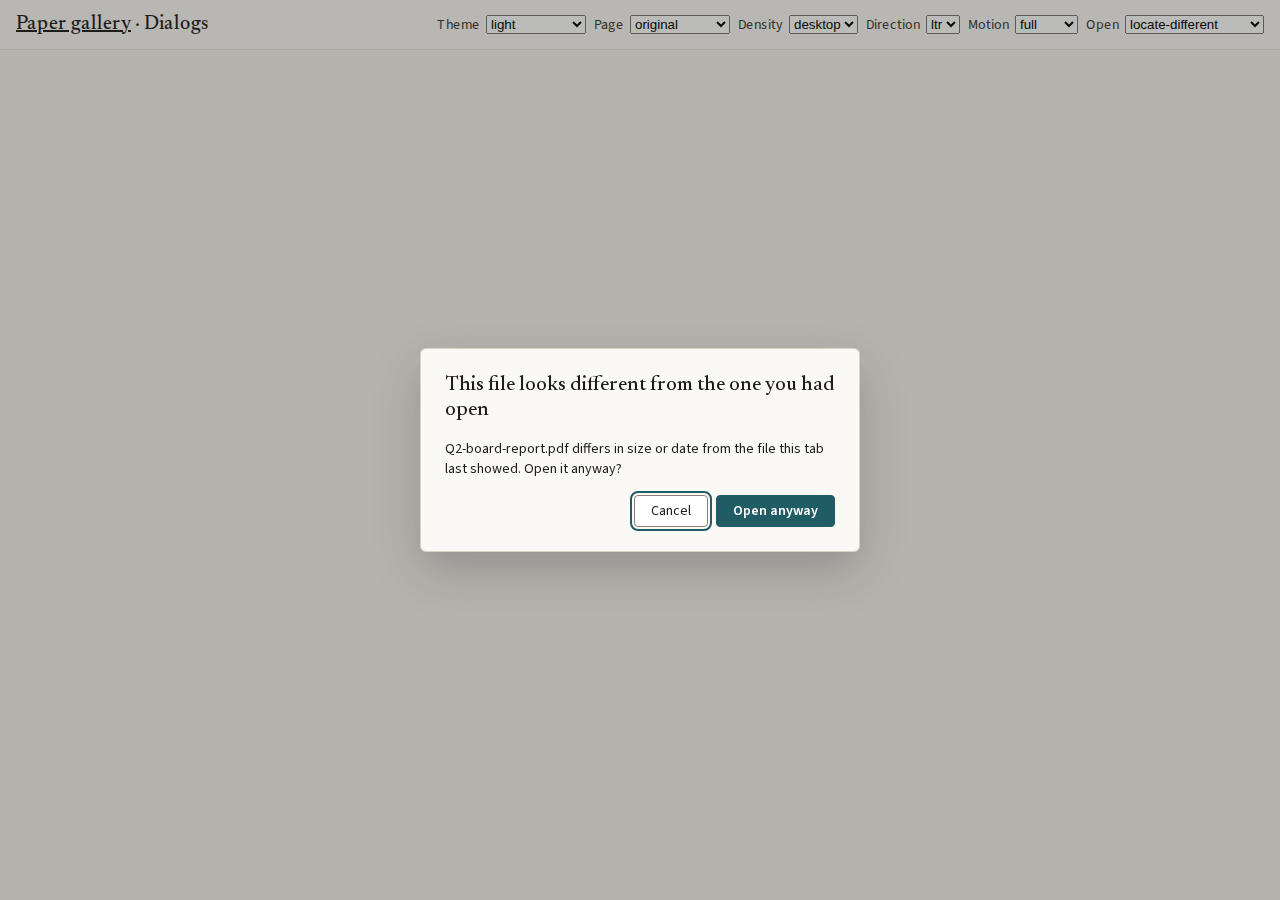 Paper gallery · Dialogs
Theme light Page original Density desktop Direction ltr Motion full Open locate-different
This file looks different from the one you had
open
Q2-board-report.pdf differs in size or date from the file this tab
last showed. Open it anyway?
Cancel Open anyway